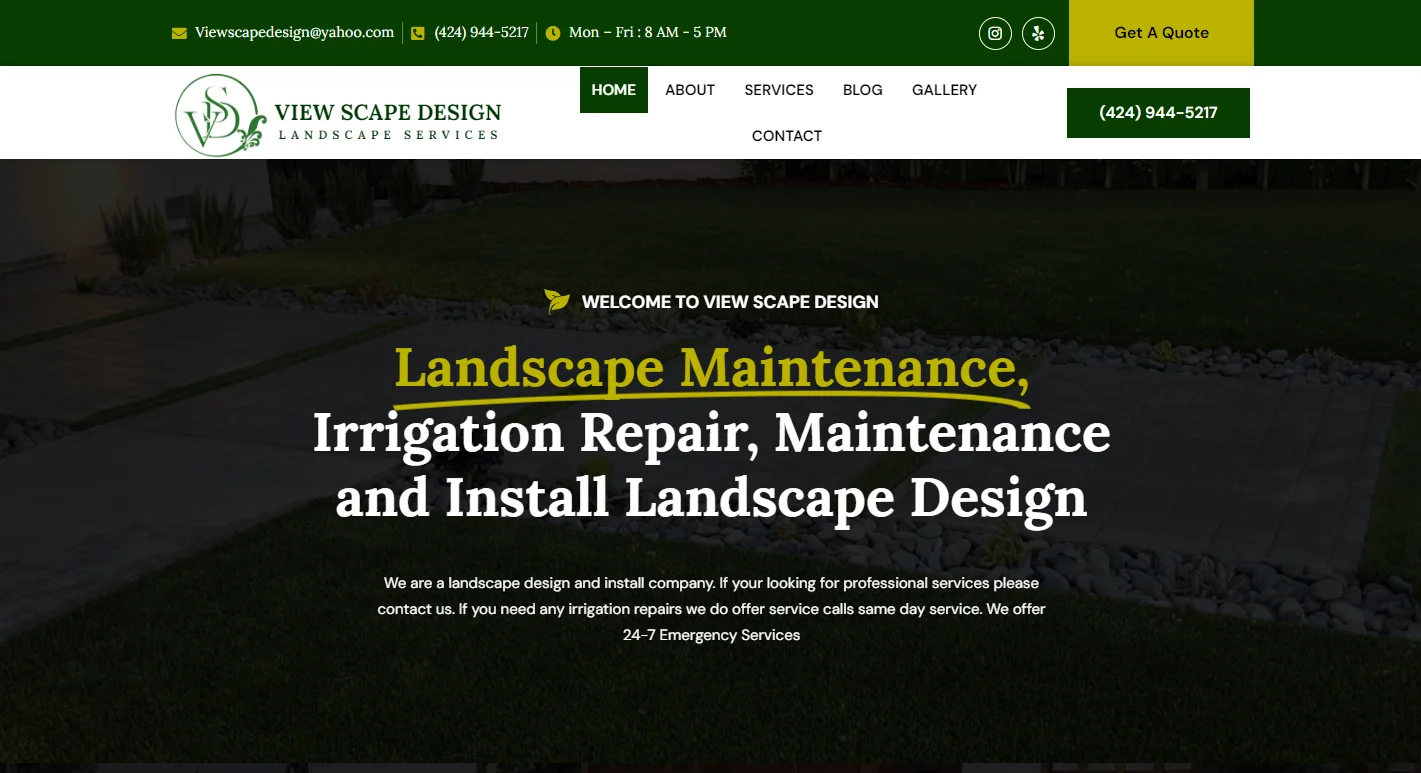 Viewscapedesign@yahoo.com
(424) 944-5217
Mon – Fri : 8 AM - 5 PM
Get A Quote
VSD
VIEW SCAPE DESIGN
LANDSCAPE SERVICES
HOME
ABOUT
SERVICES
BLOG
GALLERY
CONTACT
(424) 944-5217
WELCOME TO VIEW SCAPE DESIGN
Landscape Maintenance,
Irrigation Repair, Maintenance
and Install Landscape Design
We are a landscape design and install company. If your looking for professional services please
contact us. If you need any irrigation repairs we do offer service calls same day service. We offer
24-7 Emergency Services